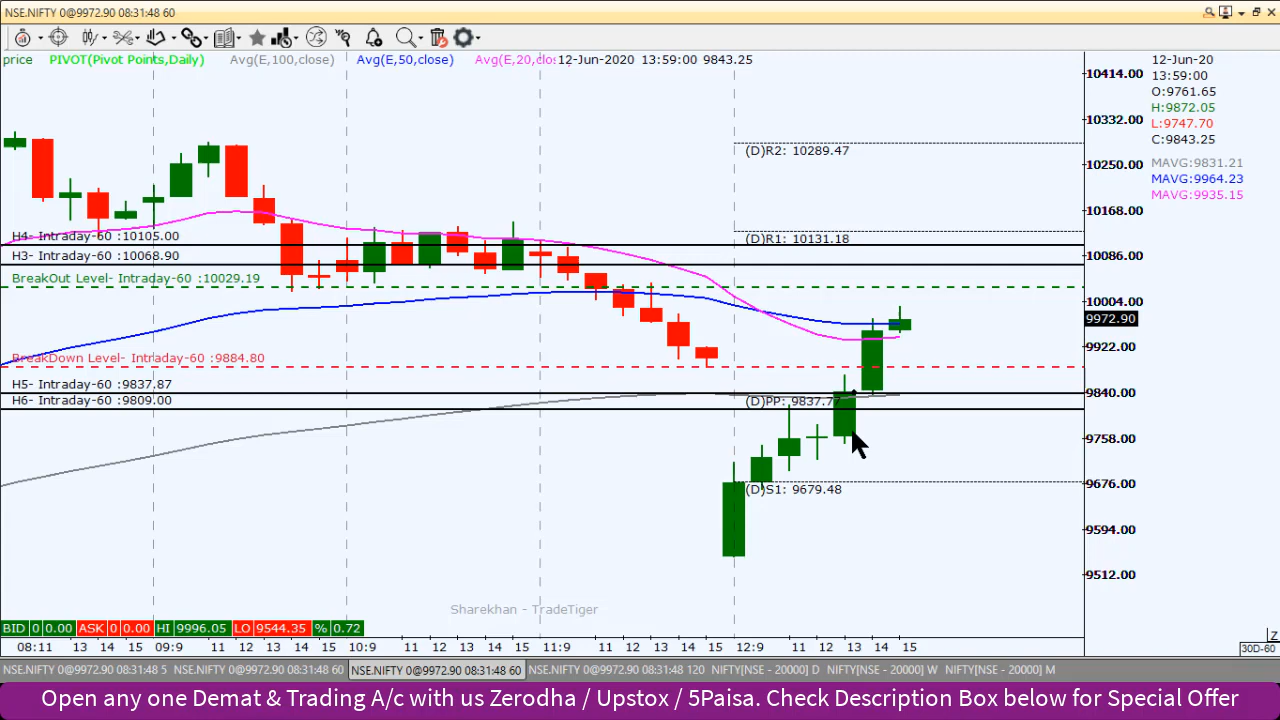 NSE.NIFTY 0@9972.90 08:31:48 60
price PIVOT(Pivot Points,Daily) Avg(E,100,close) Avg(E,50,close) Avg(E,20,clos 12-Jun-2020 13:59:00 9843.25
12-Jun-20
13:59:00
O:9761.65
H:9872.05
L:9747.70
C:9843.25
MAVG:9831.21
MAVG:9964.23
MAVG:9935.15
10414.00
10332.00
10250.00
10168.00
10086.00
10004.00
9972.90
9922.00
9840.00
9758.00
9676.00
9594.00
9512.00
(D)R2: 10289.47
H4- Intraday-60 :10105.00
(D)R1: 10131.18
H3- Intraday-60 :10068.90
BreakOut Level- Intraday-60 :10029.19
BreakDown Level- Intraday-60 :9884.80
H5- Intraday-60 :9837.87
H6- Intraday-60 :9809.00
(D)PP: 9837.77
(D)S1: 9679.48
Sharekhan - TradeTiger
BID 0 0.00 ASK 0 0.00 HI 9996.05 LO 9544.35 % 0.72
Z
08:11 13 14 15 09:9 11 12 13 14 15 10:9 11 12 13 14 15 11:9 11 12 13 14 15 12:9 11 12 13 14 15
30D-60
NSE.NIFTY 0@9972.90 08:31:48 5 NSE.NIFTY 0@9972.90 08:31:48 60 NSE.NIFTY 0@9972.90 08:31:48 60 NSE.NIFTY 0@9972.90 08:31:48 120 NIFTY[NSE - 20000] D NIFTY[NSE - 20000] W NIFTY[NSE - 20000] M
Open any one Demat & Trading A/c with us Zerodha / Upstox / 5Paisa. Check Description Box below for Special Offer